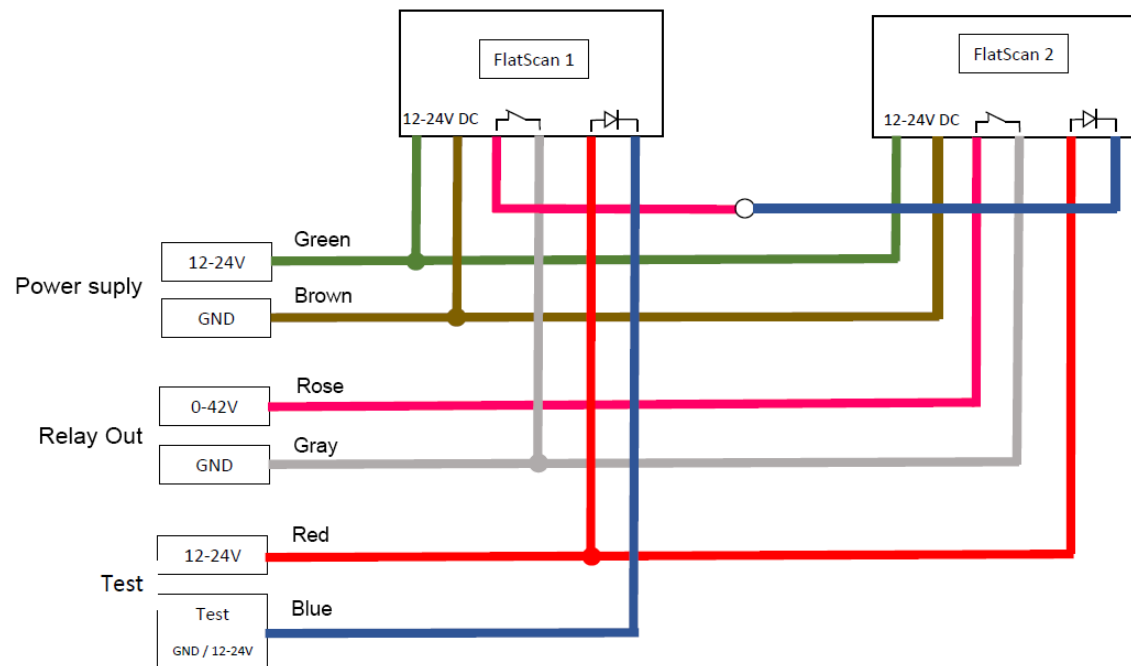 FlatScan 1
FlatScan 2
12-24V DC
12-24V DC
Green
12-24V
Power suply
Brown
GND
Rose
0-42V
Relay Out
Gray
GND
Red
12-24V
Test
Blue
Test
GND / 12-24V